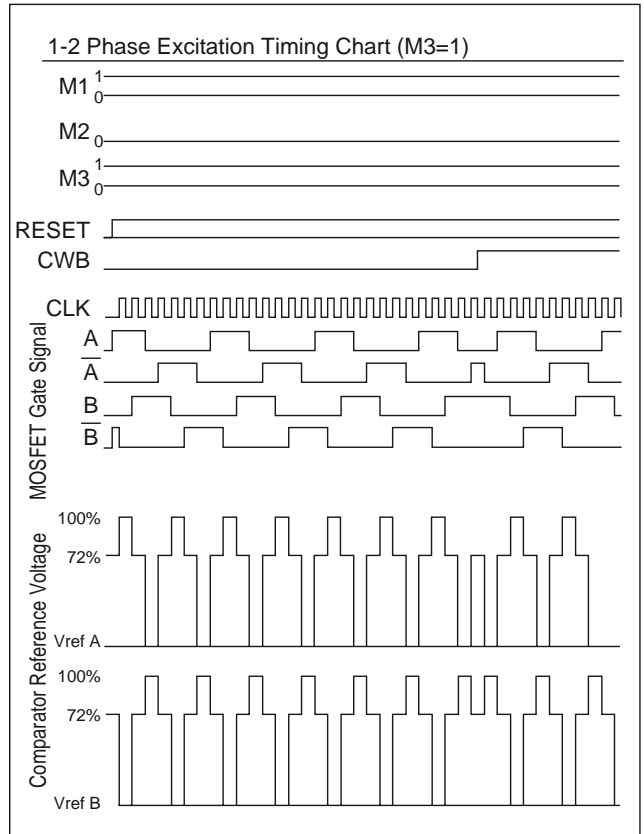 1-2 Phase Excitation Timing Chart (M3=1)
M1 1
0
M2 0
M3 1
0
RESET
CWB
CLK
MOSFET Gate Signal
A
A̅
B
B̅
Comparator Reference Voltage
100%
72%
Vref A
100%
72%
Vref B